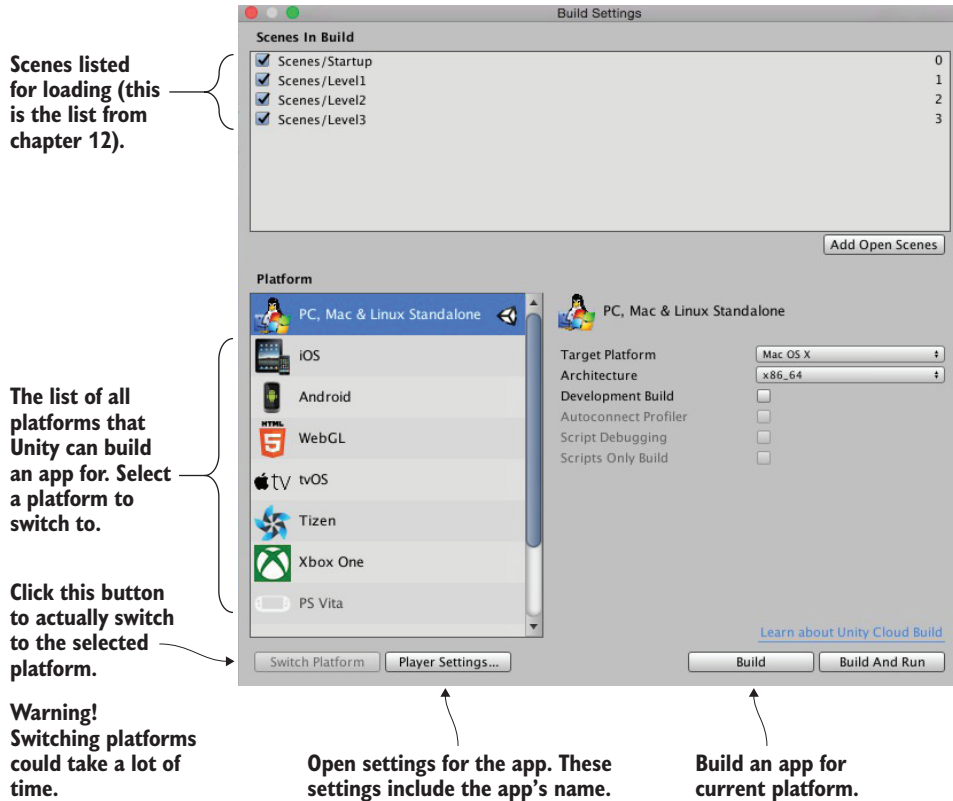 Build Settings
Scenes In Build
Scenes/Startup 0
Scenes/Level1 1
Scenes/Level2 2
Scenes/Level3 3
Add Open Scenes
Scenes listed
for loading (this
is the list from
chapter 12).
Platform
PC, Mac & Linux Standalone
iOS
Android
HTML
5
WebGL
tv
tvOS
Tizen
Xbox One
PS Vita
PC, Mac & Linux Standalone
Target Platform Mac OS X
Architecture x86_64
Development Build
Autoconnect Profiler
Script Debugging
Scripts Only Build
Learn about Unity Cloud Build
Switch Platform
Player Settings...
Build
Build And Run
The list of all
platforms that
Unity can build
an app for. Select
a platform to
switch to.
Click this button
to actually switch
to the selected
platform.
Warning!
Switching platforms
could take a lot of
time.
Open settings for the app. These
settings include the app's name.
Build an app for
current platform.